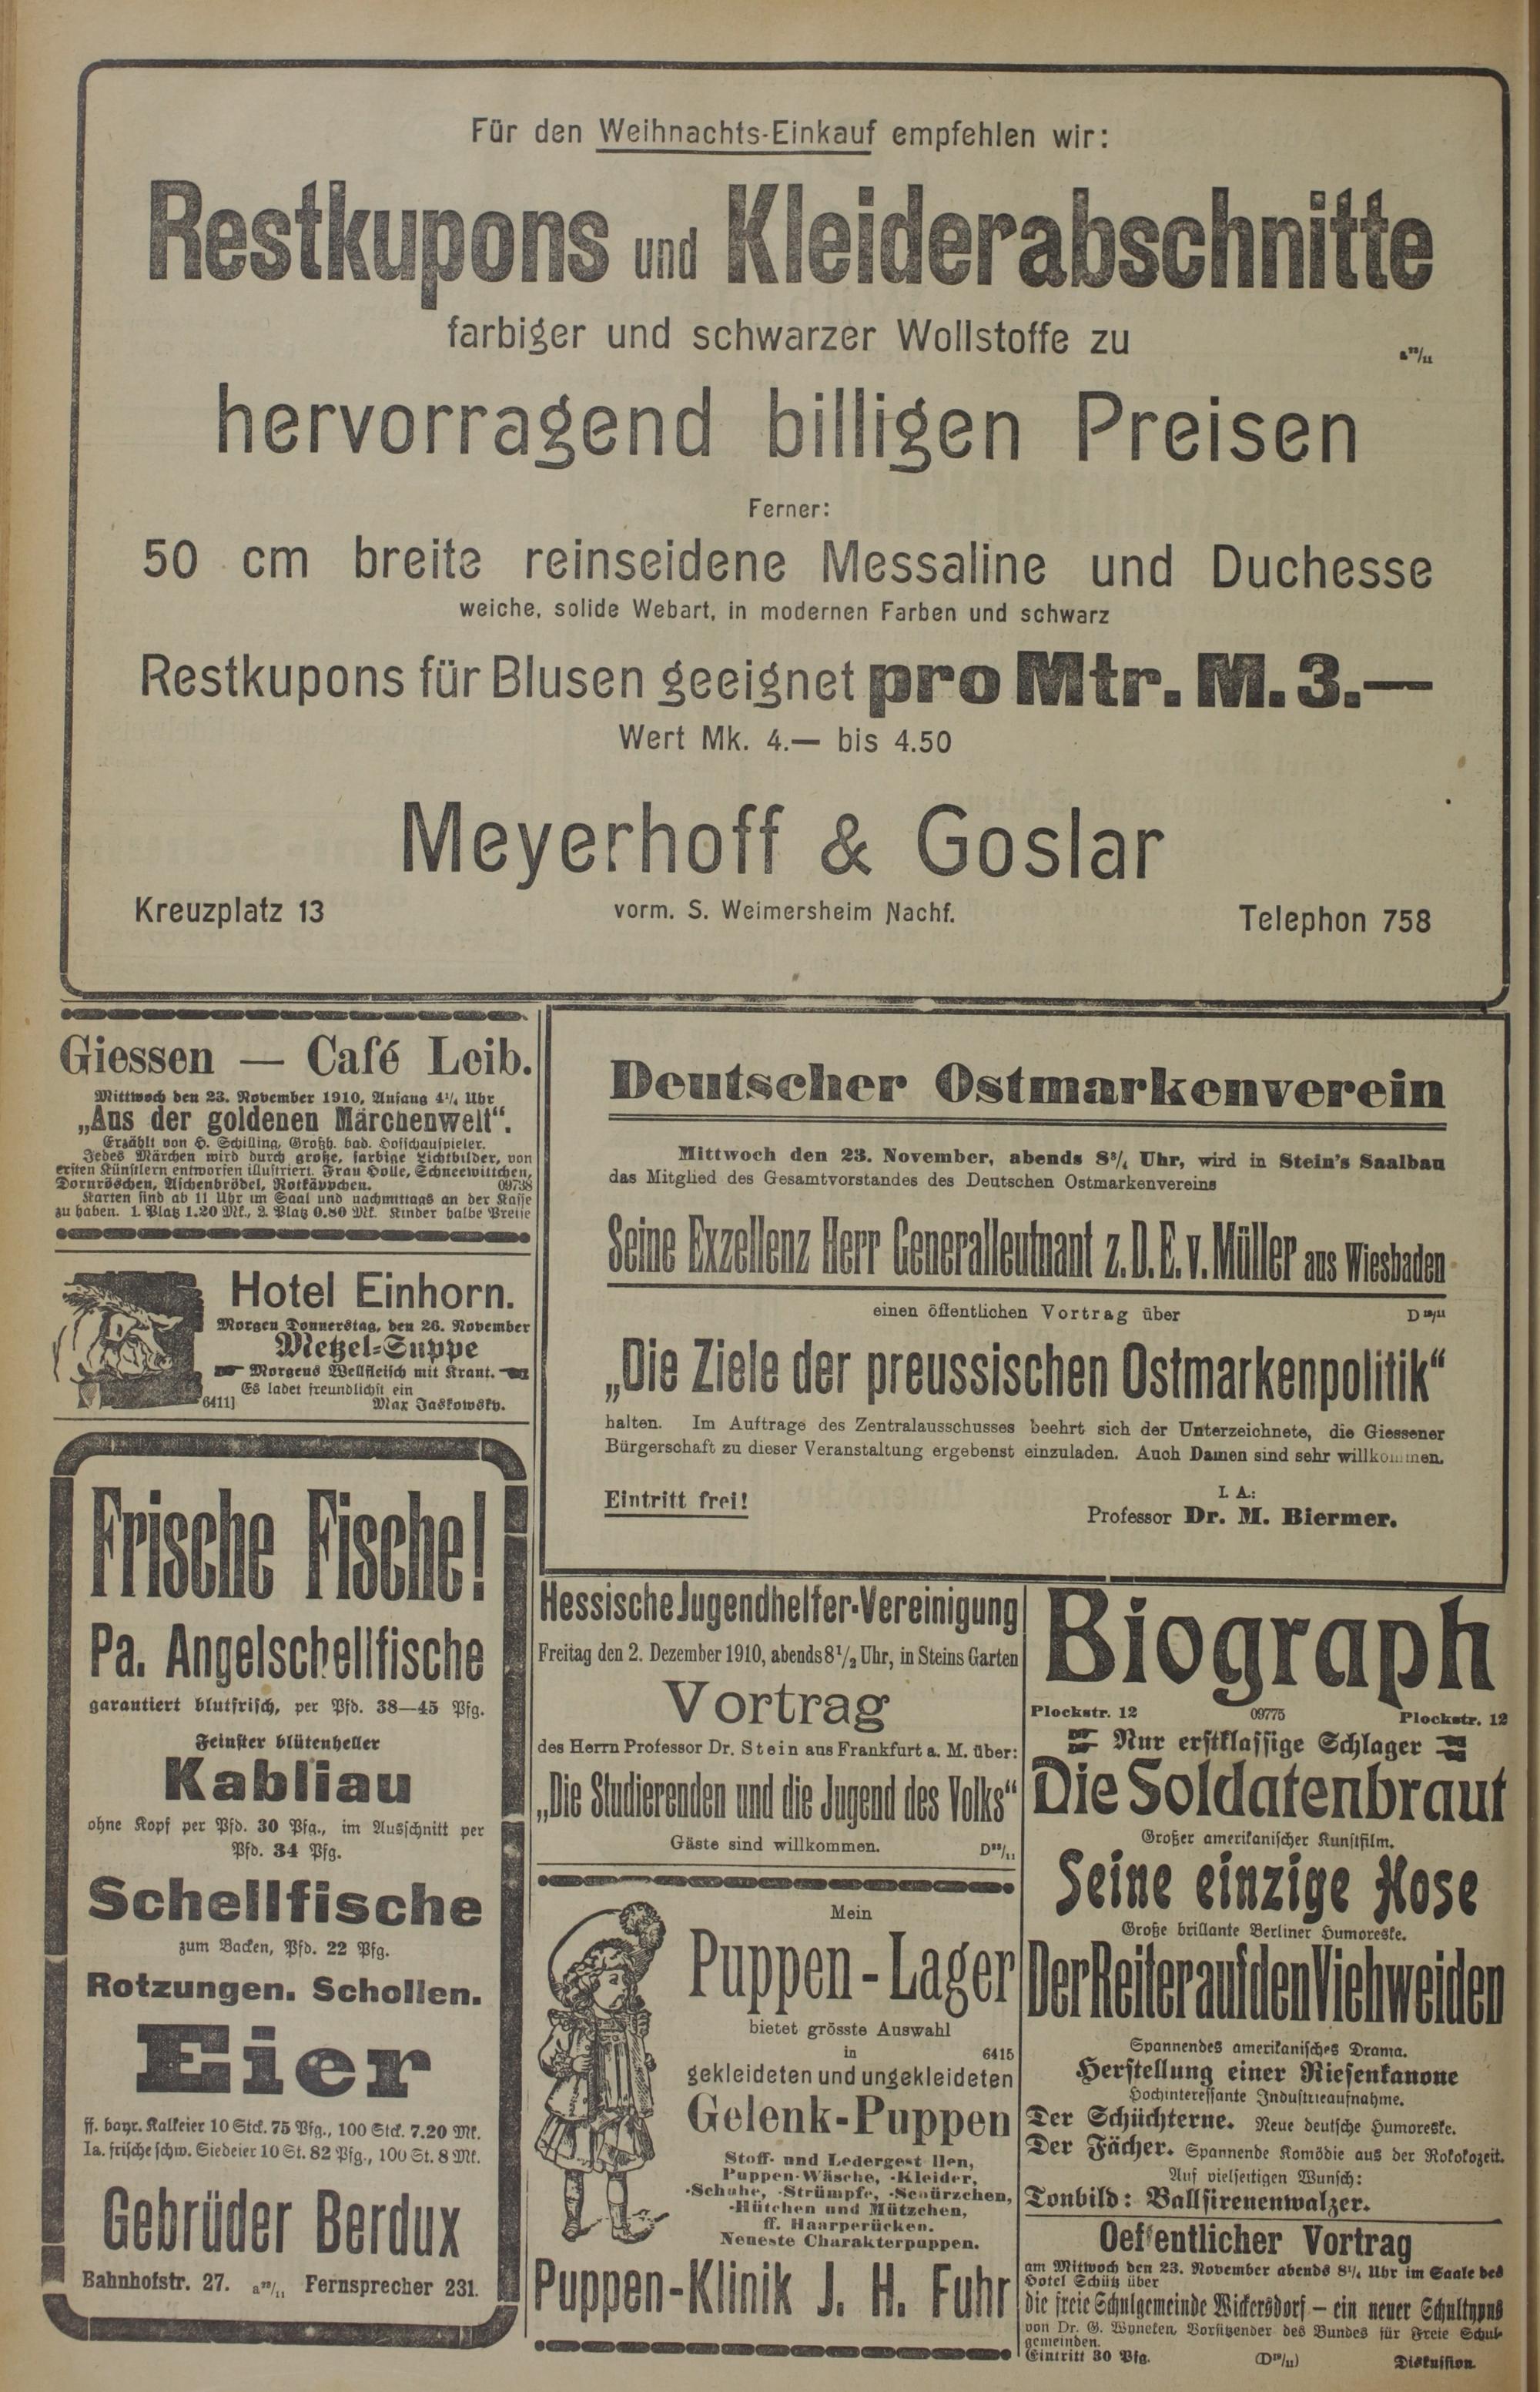 Für den Weihnachts-Einkauf empfehlen wir:
Restkupons und Kleiderabschnitte
farbiger und schwarzer Wollstoffe zu
hervorragend billigen Preisen
Ferner:
50 cm breite reinseidene Messaline und Duchesse
weiche, solide Webart, in modernen Farben und schwarz
Restkupons für Blusen geeignet pro Mtr. M. 3.—
Wert Mk. 4.— bis 4.50
Meyerhoff & Goslar
Kreuzplatz 13 vorm. S. Weimersheim Nachf. Telephon 758
Giessen — Café Leib.
Mittwoch den 23. November 1910, Anfang 4¼ Uhr
„Aus der goldenen Märchenwelt“.
Erzählt von H. Schilling, Großh. bad. Hofschauspieler.
Jedes Märchen wird durch große, farbige Lichtbilder, von
ersten Künstlern entworfen illustriert. Frau Holle, Schneewittchen,
Dornröschen, Aschenbrödel, Rotkäppchen. 09738
Karten sind ab 11 Uhr im Saal und nachmittags an der Kasse
zu haben. 1. Platz 1.20 Mk., 2. Platz 0.80 Mk. Kinder halbe Preise
Hotel Einhorn.
Morgen Donnerstag, den 26. November
Metzel-Suppe
Morgens Wellfleisch mit Kraut.
Es ladet freundlichst ein
6411] Max Jaskowsky.
Frische Fische!
Pa. Angelschellfische
garantiert blutfrisch, per Pfd. 38—45 Pfg.
Feinster blütenheller
Kabliau
ohne Kopf per Pfd. 30 Pfg., im Ausschnitt per
Pfd. 34 Pfg.
Schellfische
zum Backen, Pfd. 22 Pfg.
Rotzungen. Schollen.
Eier
ff. bayr. Kalkeier 10 Stck. 75 Pfg., 100 Stck. 7.20 Mk.
Ia. frische schw. Siedeier 10 St. 82 Pfg., 100 St. 8 Mk.
Gebrüder Berdux
Bahnhofstr. 27. Fernsprecher 231.
Deutscher Ostmarkenverein
Mittwoch den 23. November, abends 8¾ Uhr, wird in Stein's Saalbau
das Mitglied des Gesamtvorstandes des Deutschen Ostmarkenvereins
Seine Exzellenz Herr Generalleutnant z. D. E. v. Müller aus Wiesbaden
einen öffentlichen Vortrag über
„Die Ziele der preussischen Ostmarkenpolitik“
halten. Im Auftrage des Zentralausschusses beehrt sich der Unterzeichnete, die Giessener
Bürgerschaft zu dieser Veranstaltung ergebenst einzuladen. Auch Damen sind sehr willkommen.
Eintritt frei!
I. A.:
Professor Dr. M. Biermer.
Hessische Jugendhelfer-Vereinigung
Freitag den 2. Dezember 1910, abends 8½ Uhr, in Steins Garten
Vortrag
des Herrn Professor Dr. Stein aus Frankfurt a. M. über:
„Die Studierenden und die Jugend des Volks“
Gäste sind willkommen.
Mein
Puppen-Lager
bietet grösste Auswahl
in 6415
gekleideten und ungekleideten
Gelenk-Puppen
Stoff- und Ledergest llen,
Puppen-Wäsche, -Kleider,
-Schuhe, -Strümpfe, -Schürzchen,
-Hütchen und Mützchen,
ff. Haarperücken.
Neueste Charakterpuppen.
Puppen-Klinik J. H. Fuhr
Biograph
Plockstr. 12 09775 Plockstr. 12
Nur erstklassige Schlager
Die Soldatenbraut
Großer amerikanischer Kunstfilm.
Seine einzige Hose
Große brillante Berliner Humoreske.
Der Reiter auf den Viehweiden
Spannendes amerikanisches Drama.
Herstellung einer Riesenkanone
Hochinteressante Industrieaufnahme.
Der Schüchterne. Neue deutsche Humoreske.
Der Fächer. Spannende Komödie aus der Rokokozeit.
Auf vielseitigen Wunsch:
Tonbild: Ballsirenenwalzer.
Oeffentlicher Vortrag
am Mittwoch den 23. November abends 8¼ Uhr im Saale des
Hotel Schütz über
die freie Schulgemeinde Wickersdorf — ein neuer Schultypus
von Dr. G. Wyneken, Vorsitzender des Bundes für Freie Schul-
gemeinden.
Eintritt 30 Pfg. Diskussion.